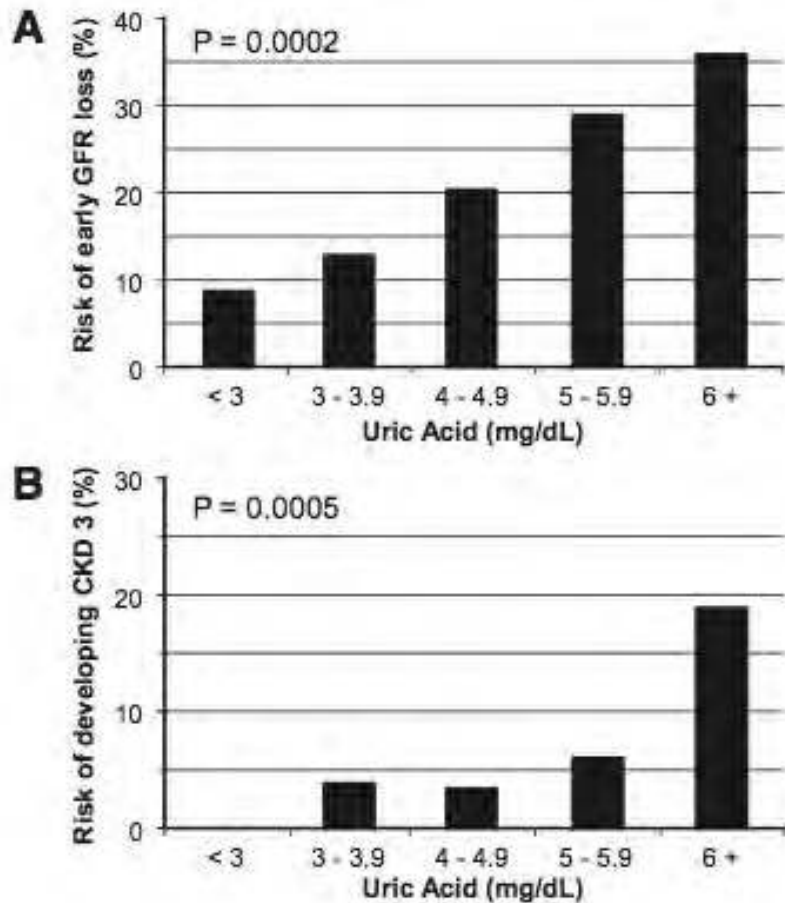 A
Risk of early GFR loss (%)
P = 0.0002
40
30
20
10
0
< 3 3 - 3.9 4 - 4.9 5 - 5.9 6 +
Uric Acid (mg/dL)
B
Risk of developing CKD 3 (%)
P = 0.0005
30
20
10
0
< 3 3 - 3.9 4 - 4.9 5 - 5.9 6 +
Uric Acid (mg/dL)